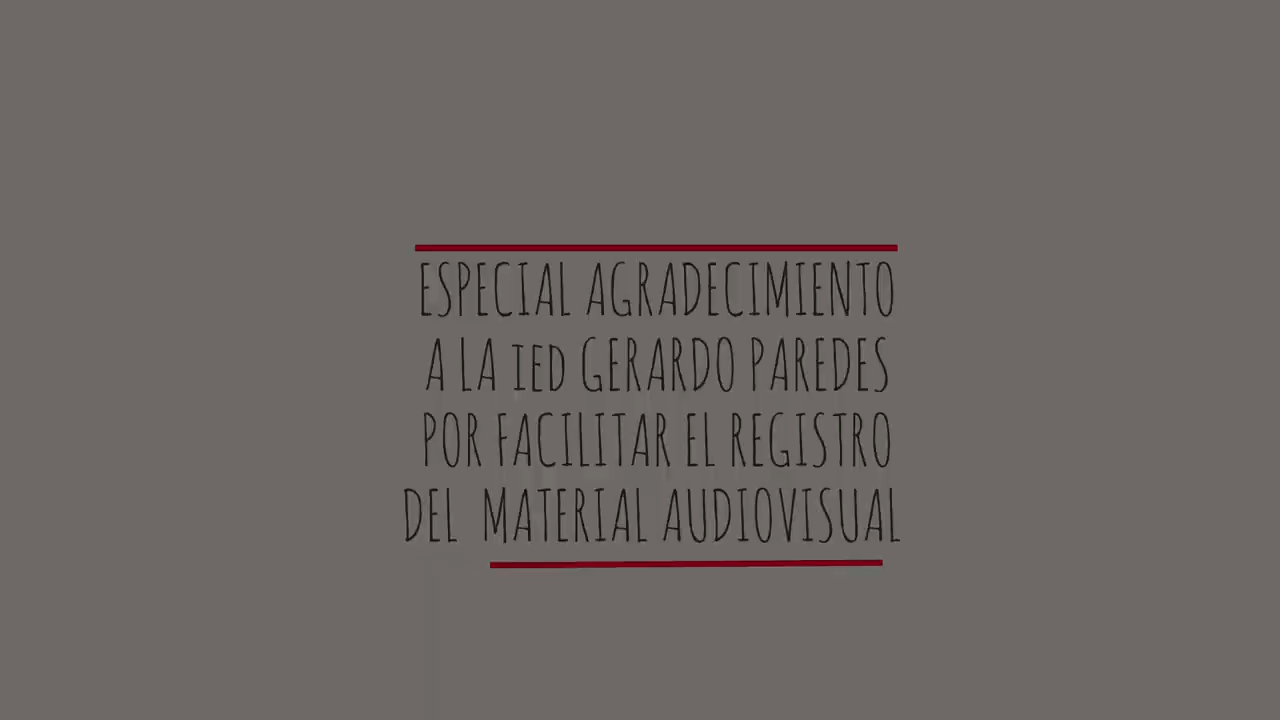 ESPECIAL AGRADECIMIENTO
A LA IED GERARDO PAREDES
POR FACILITAR EL REGISTRO
DEL MATERIAL AUDIOVISUAL